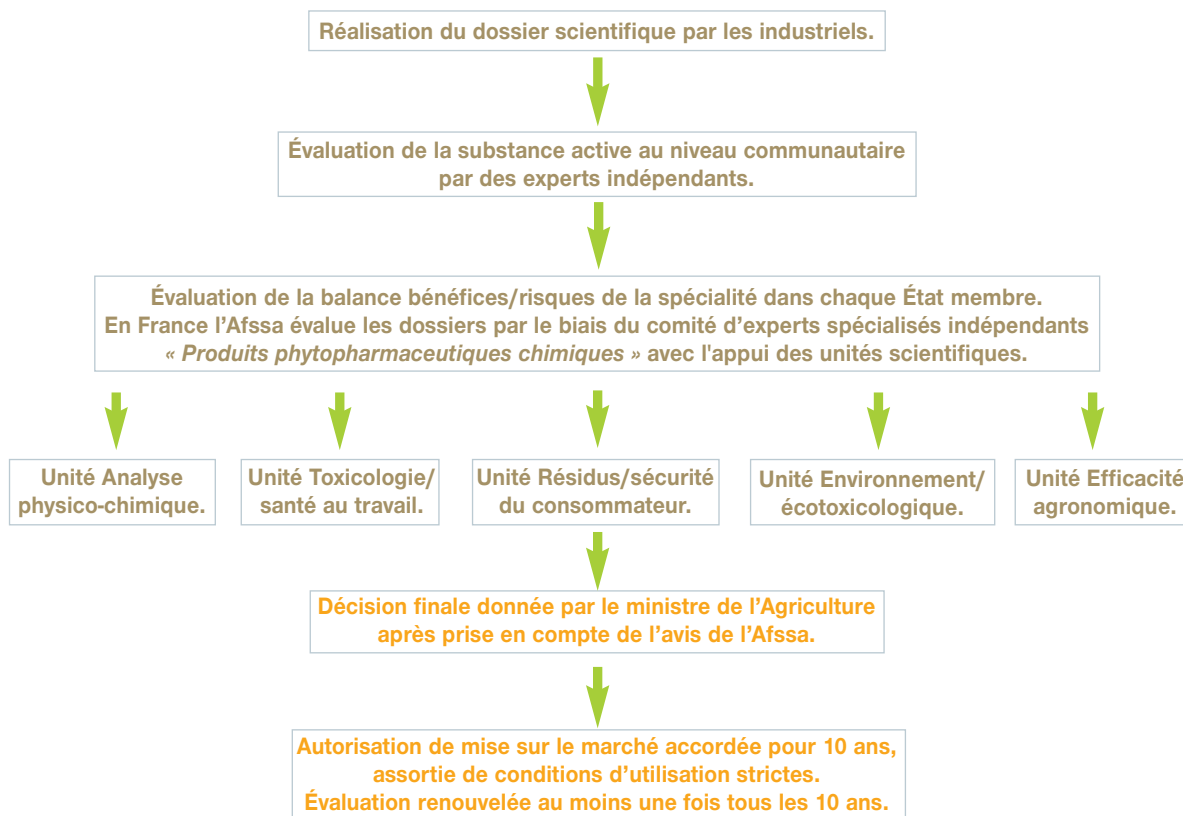 Réalisation du dossier scientifique par les industriels.
Évaluation de la substance active au niveau communautaire
par des experts indépendants.
Évaluation de la balance bénéfices/risques de la spécialité dans chaque État membre.
En France l’Afssa évalue les dossiers par le biais du comité d’experts spécialisés indépendants
« Produits phytopharmaceutiques chimiques » avec l'appui des unités scientifiques.
Unité Analyse
physico-chimique.
Unité Toxicologie/
santé au travail.
Unité Résidus/sécurité
du consommateur.
Unité Environnement/
écotoxicologique.
Unité Efficacité
agronomique.
Décision finale donnée par le ministre de l’Agriculture
après prise en compte de l’avis de l’Afssa.
Autorisation de mise sur le marché accordée pour 10 ans,
assortie de conditions d’utilisation strictes.
Évaluation renouvelée au moins une fois tous les 10 ans.